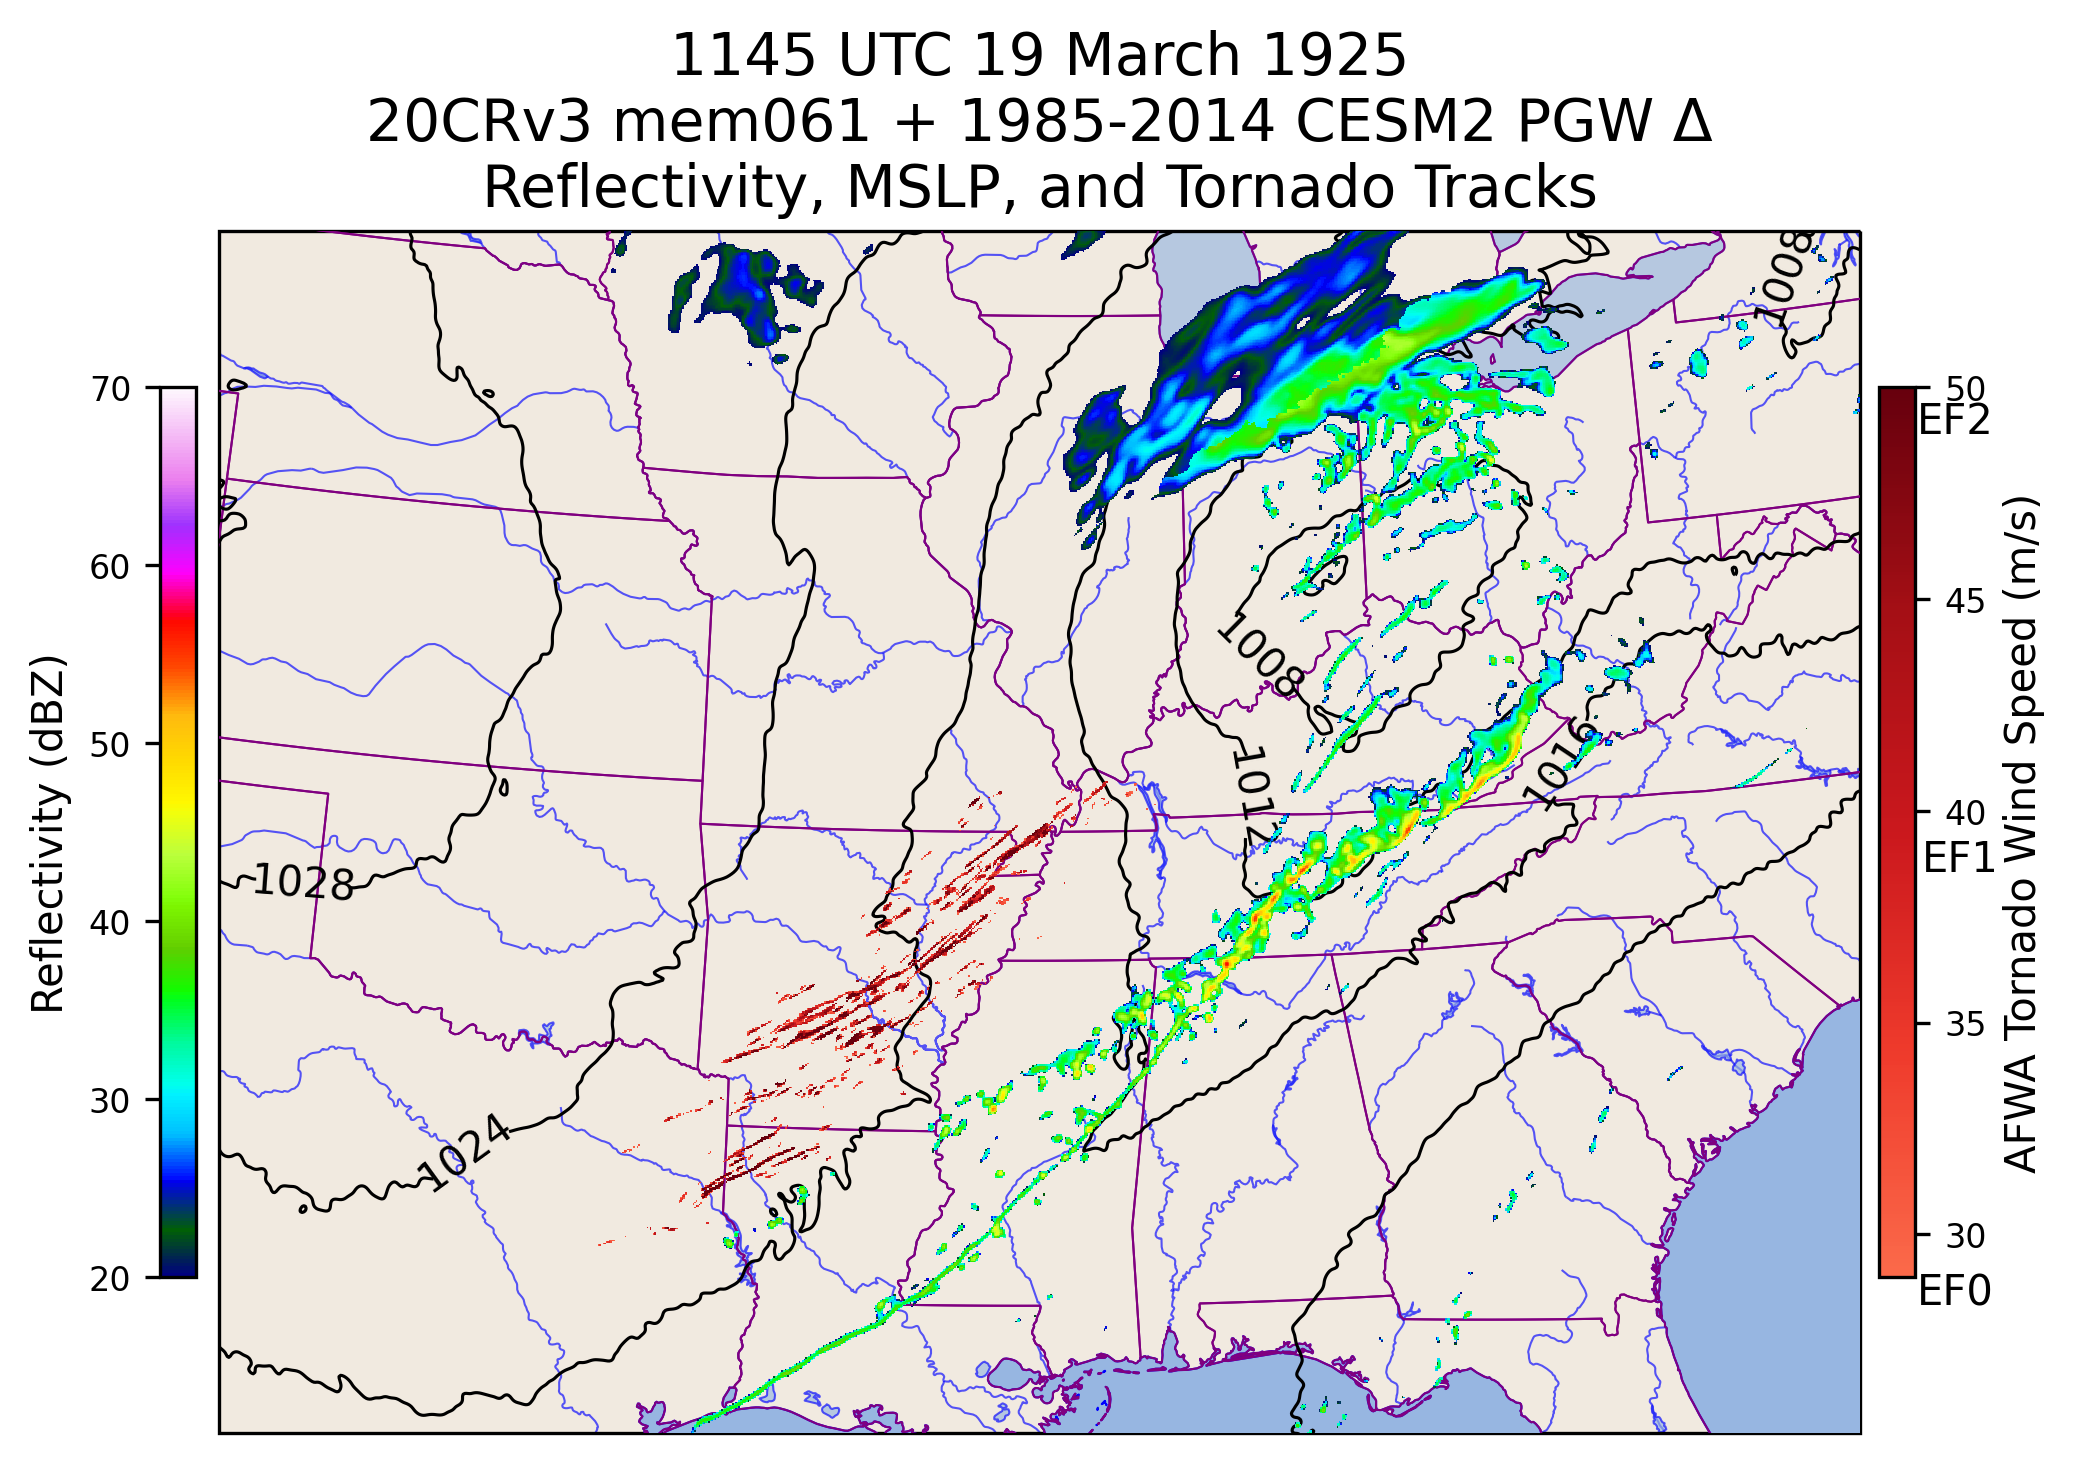 1145 UTC 19 March 1925
20CRv3 mem061 + 1985-2014 CESM2 PGW Δ
Reflectivity, MSLP, and Tornado Tracks
70
60
50
40
30
20
Reflectivity (dBZ)
1008
1008
1012
1016
1028
1024
50
EF2
45
40
EF1
35
30
EF0
AFWA Tornado Wind Speed (m/s)